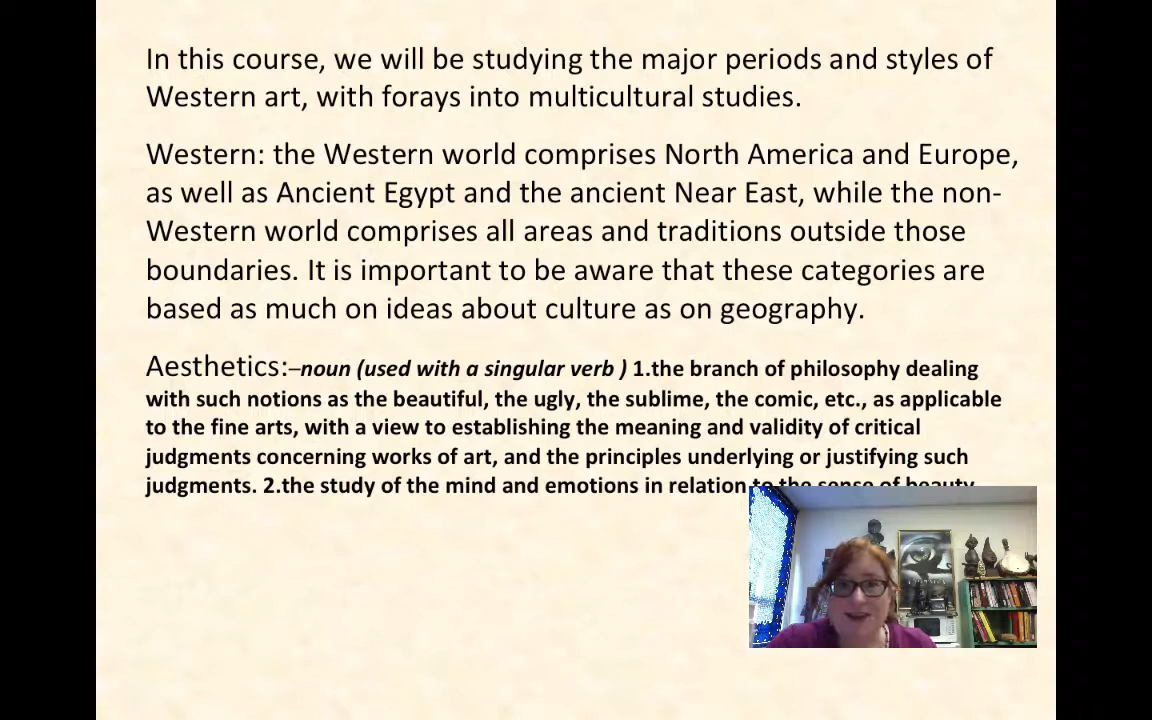 In this course, we will be studying the major periods and styles of
Western art, with forays into multicultural studies.
Western: the Western world comprises North America and Europe,
as well as Ancient Egypt and the ancient Near East, while the non-
Western world comprises all areas and traditions outside those
boundaries. It is important to be aware that these categories are
based as much on ideas about culture as on geography.
Aesthetics:–noun (used with a singular verb ) 1.the branch of philosophy dealing
with such notions as the beautiful, the ugly, the sublime, the comic, etc., as applicable
to the fine arts, with a view to establishing the meaning and validity of critical
judgments concerning works of art, and the principles underlying or justifying such
judgments. 2.the study of the mind and emotions in relation to the sense of beauty